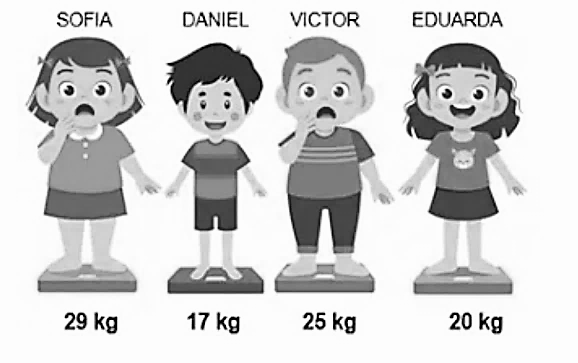 SOFIA DANIEL VICTOR EDUARDA
29 kg 17 kg 25 kg 20 kg